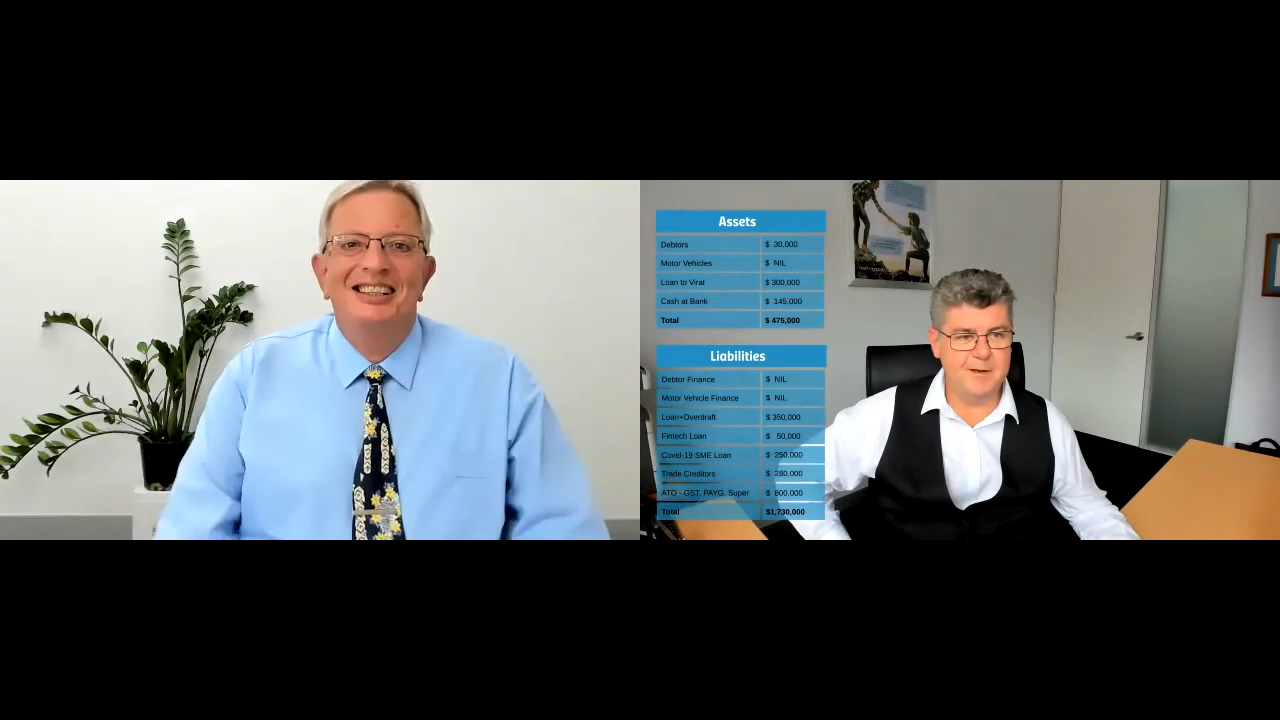 Assets
Debtors $ 30,000
Motor Vehicles $ NIL
Loan to Virat $ 300,000
Cash at Bank $ 145,000
Total $ 475,000
Liabilities
Debtor Finance $ NIL
Motor Vehicle Finance $ NIL
Loan+Overdraft $ 350,000
Fintech Loan $ 50,000
Covid-19 SME Loan $ 250,000
Trade Creditors $ 280,000
ATO - GST, PAYG, Super $ 800,000
Total $1,730,000